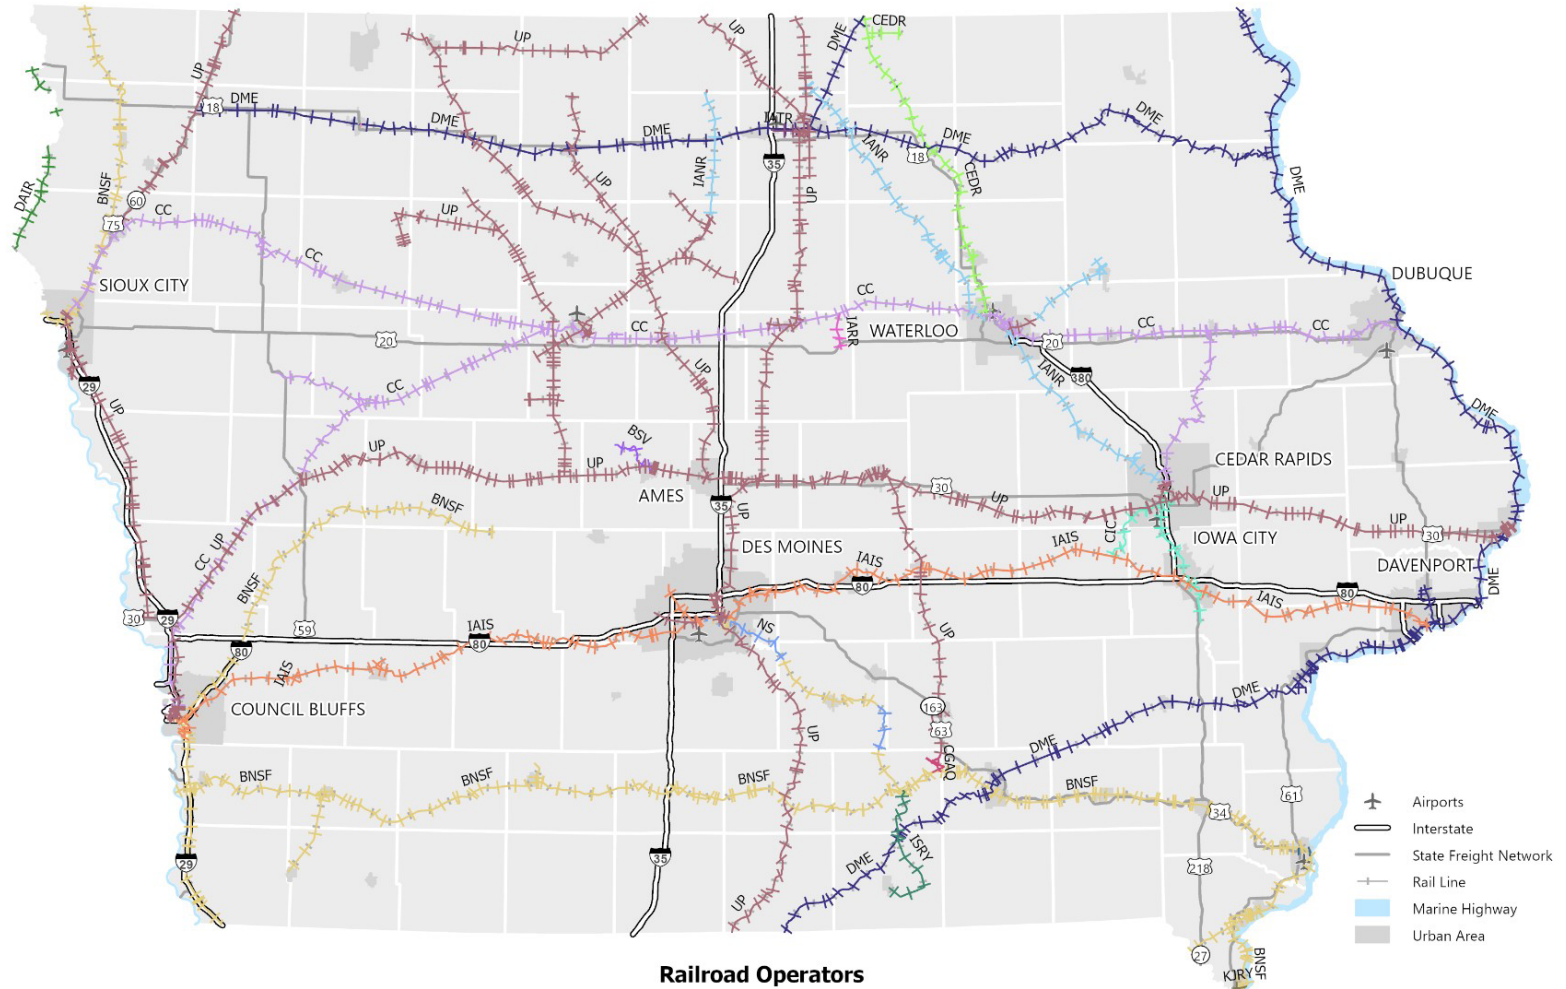 CEDR
UP
UP
DME
UP
DME
18
DME
DME
DME
IATR
DME
DME
IANR
IANR
35
18
BNSF
CEDR
DME
DAIR
60
UP
UP
CC
UP
75
CC
SIOUX CITY
DUBUQUE
CC
CC
IARR
WATERLOO
CC
CC
20
20
UP
IANR
380
29
CC
UP
DME
BSV
UP
UP
CEDAR RAPIDS
AMES
30
UP
UP
BNSF
35
UP
UP
30
CIC
IOWA CITY
DES MOINES
IAIS
IAIS
CC
UP
DAVENPORT
BNSF
80
80
DME
IAIS
30
29
59
IAIS
80
NS
UP
80
IAIS
DME
COUNCIL BLUFFS
163
63
UP
DME
CGAQ
BNSF
BNSF
BNSF
BNSF
61
34
Airports
Interstate
State Freight Network
Rail Line
Marine Highway
Urban Area
ISRY
DME
29
35
218
UP
27
BNSF
KJRY
Railroad Operators